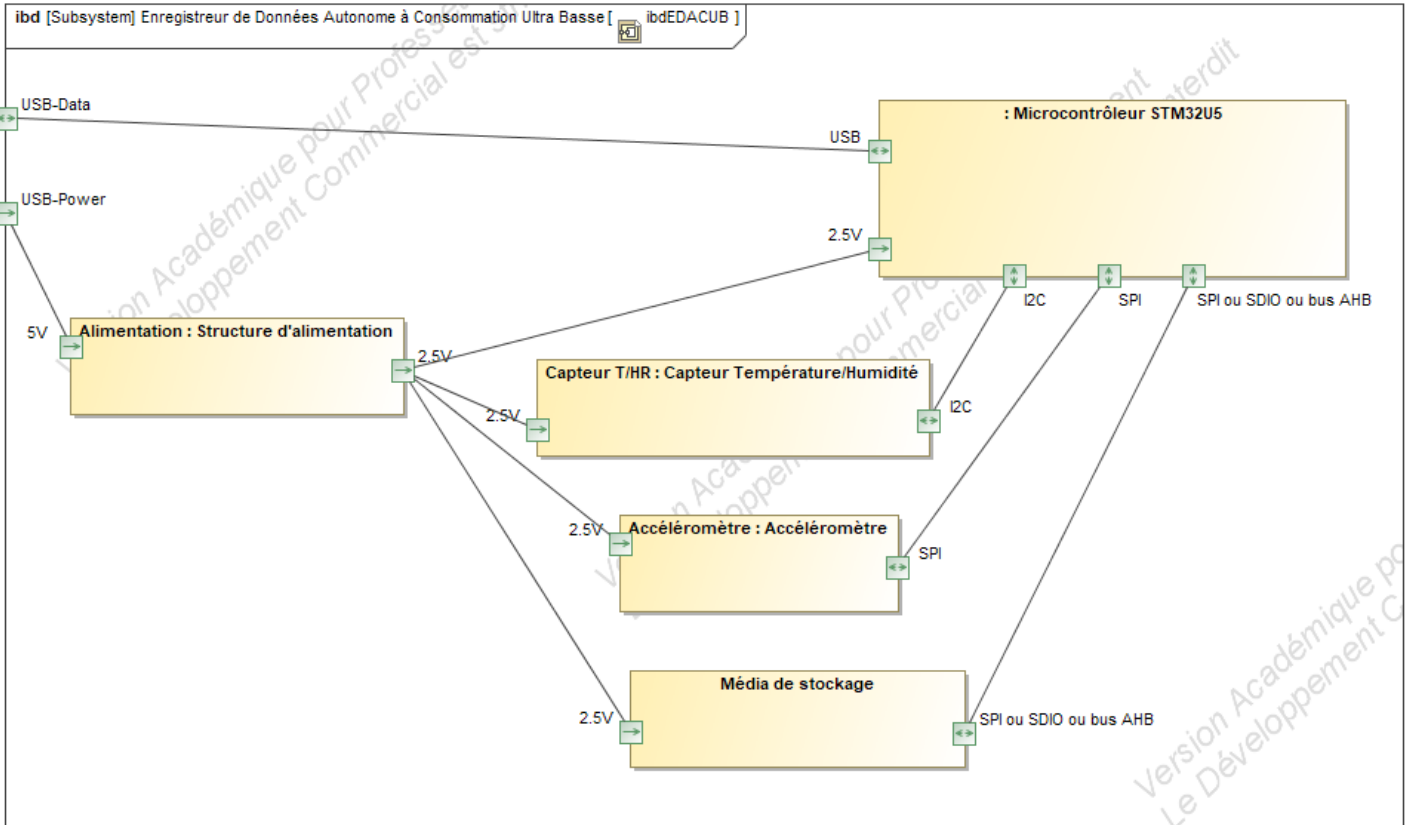 ibd [Subsystem] Enregistreur de Données Autonome à Consommation Ultra Basse [ ibdEDACUB ]
USB-Data
: Microcontrôleur STM32U5
USB
USB-Power
2.5V
I2C
SPI
SPI ou SDIO ou bus AHB
5V
Alimentation : Structure d'alimentation
2.5V
Capteur T/HR : Capteur Température/Humidité
2.5V
I2C
2.5V
Accéléromètre : Accéléromètre
SPI
Média de stockage
2.5V
SPI ou SDIO ou bus AHB